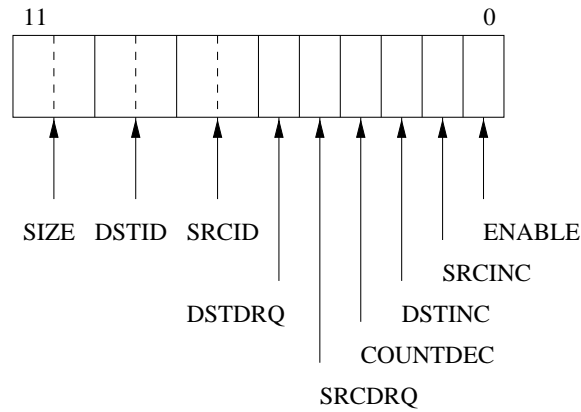 11 0
SIZE DSTID SRCID ENABLE
SRCINC
DSTDRQ DSTINC
COUNTDEC
SRCDRQ